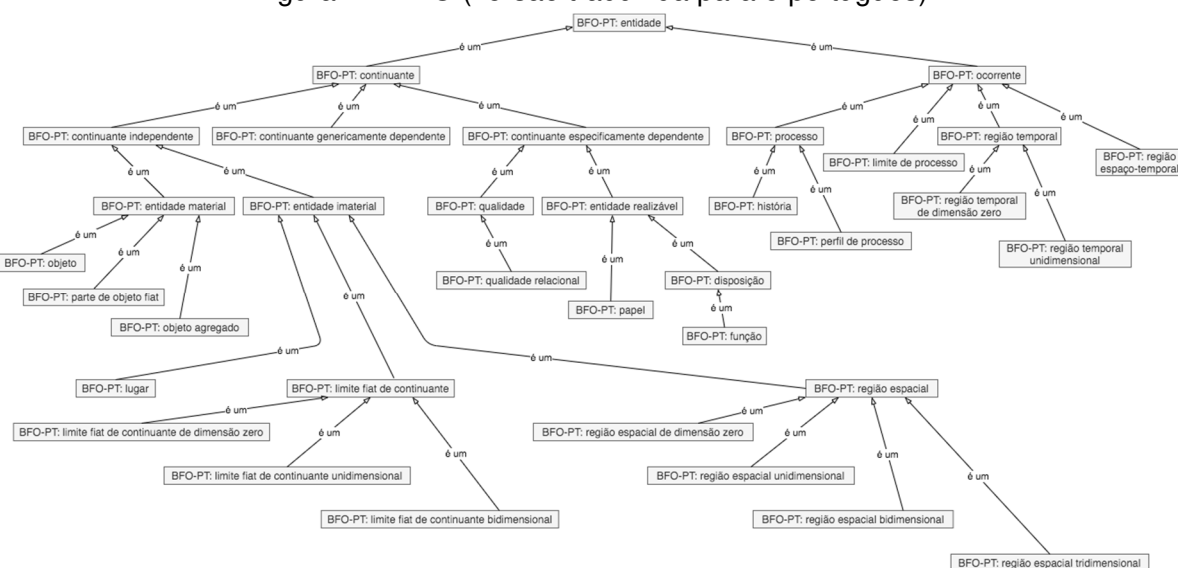 (versão traduzida para o português)
BFO-PT: entidade
é um
é um
BFO-PT: continuante
BFO-PT: ocorrente
é um
é um
é um
é um
é um
é um
é um
BFO-PT: continuante independente
BFO-PT: continuante genericamente dependente
BFO-PT: continuante especificamente dependente
BFO-PT: processo
BFO-PT: limite de processo
BFO-PT: região temporal
BFO-PT: região
espaço-temporal
é um
é um
é um
é um
é um
é um
é um
é um
BFO-PT: entidade material
BFO-PT: entidade imaterial
BFO-PT: qualidade
BFO-PT: entidade realizável
BFO-PT: história
BFO-PT: região temporal
de dimensão zero
BFO-PT: perfil de processo
BFO-PT: região temporal
unidimensional
é um
é um
é um
é um
é um
é um
BFO-PT: objeto
BFO-PT: parte de objeto fiat
BFO-PT: objeto agregado
BFO-PT: qualidade relacional
BFO-PT: disposição
BFO-PT: papel
é um
BFO-PT: função
é um
é um
é um
BFO-PT: lugar
BFO-PT: limite fiat de continuante
BFO-PT: região espacial
é um
é um
é um
é um
é um
é um
é um
BFO-PT: limite fiat de continuante de dimensão zero
BFO-PT: região espacial de dimensão zero
BFO-PT: limite fiat de continuante unidimensional
BFO-PT: região espacial unidimensional
BFO-PT: limite fiat de continuante bidimensional
BFO-PT: região espacial bidimensional
BFO-PT: região espacial tridimensional